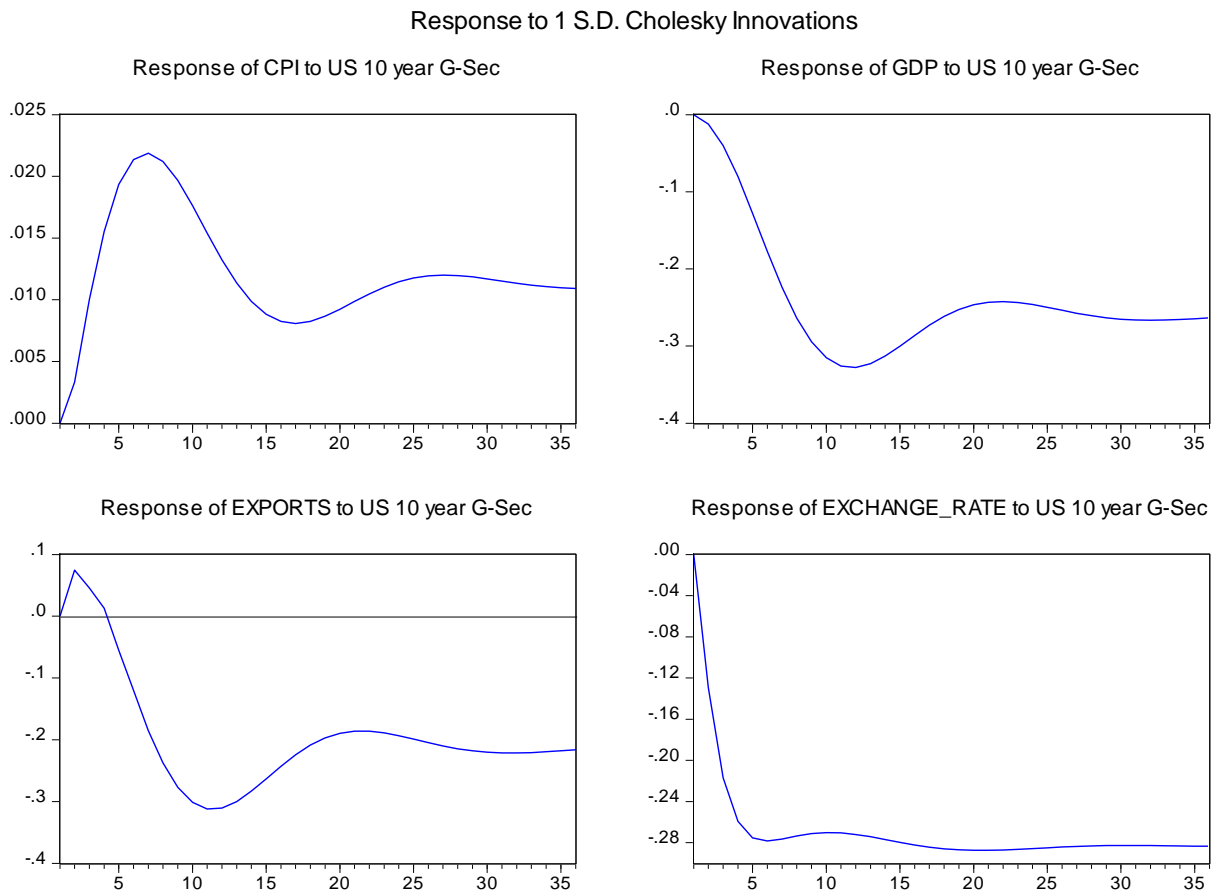 Response to 1 S.D. Cholesky Innovations
Response of CPI to US 10 year G-Sec
.025
.020
.015
.010
.005
.000
5 10 15 20 25 30 35
Response of GDP to US 10 year G-Sec
.0
-.1
-.2
-.3
-.4
5 10 15 20 25 30 35
Response of EXPORTS to US 10 year G-Sec
.1
.0
-.1
-.2
-.3
-.4
5 10 15 20 25 30 35
Response of EXCHANGE_RATE to US 10 year G-Sec
.00
-.04
-.08
-.12
-.16
-.20
-.24
-.28
5 10 15 20 25 30 35